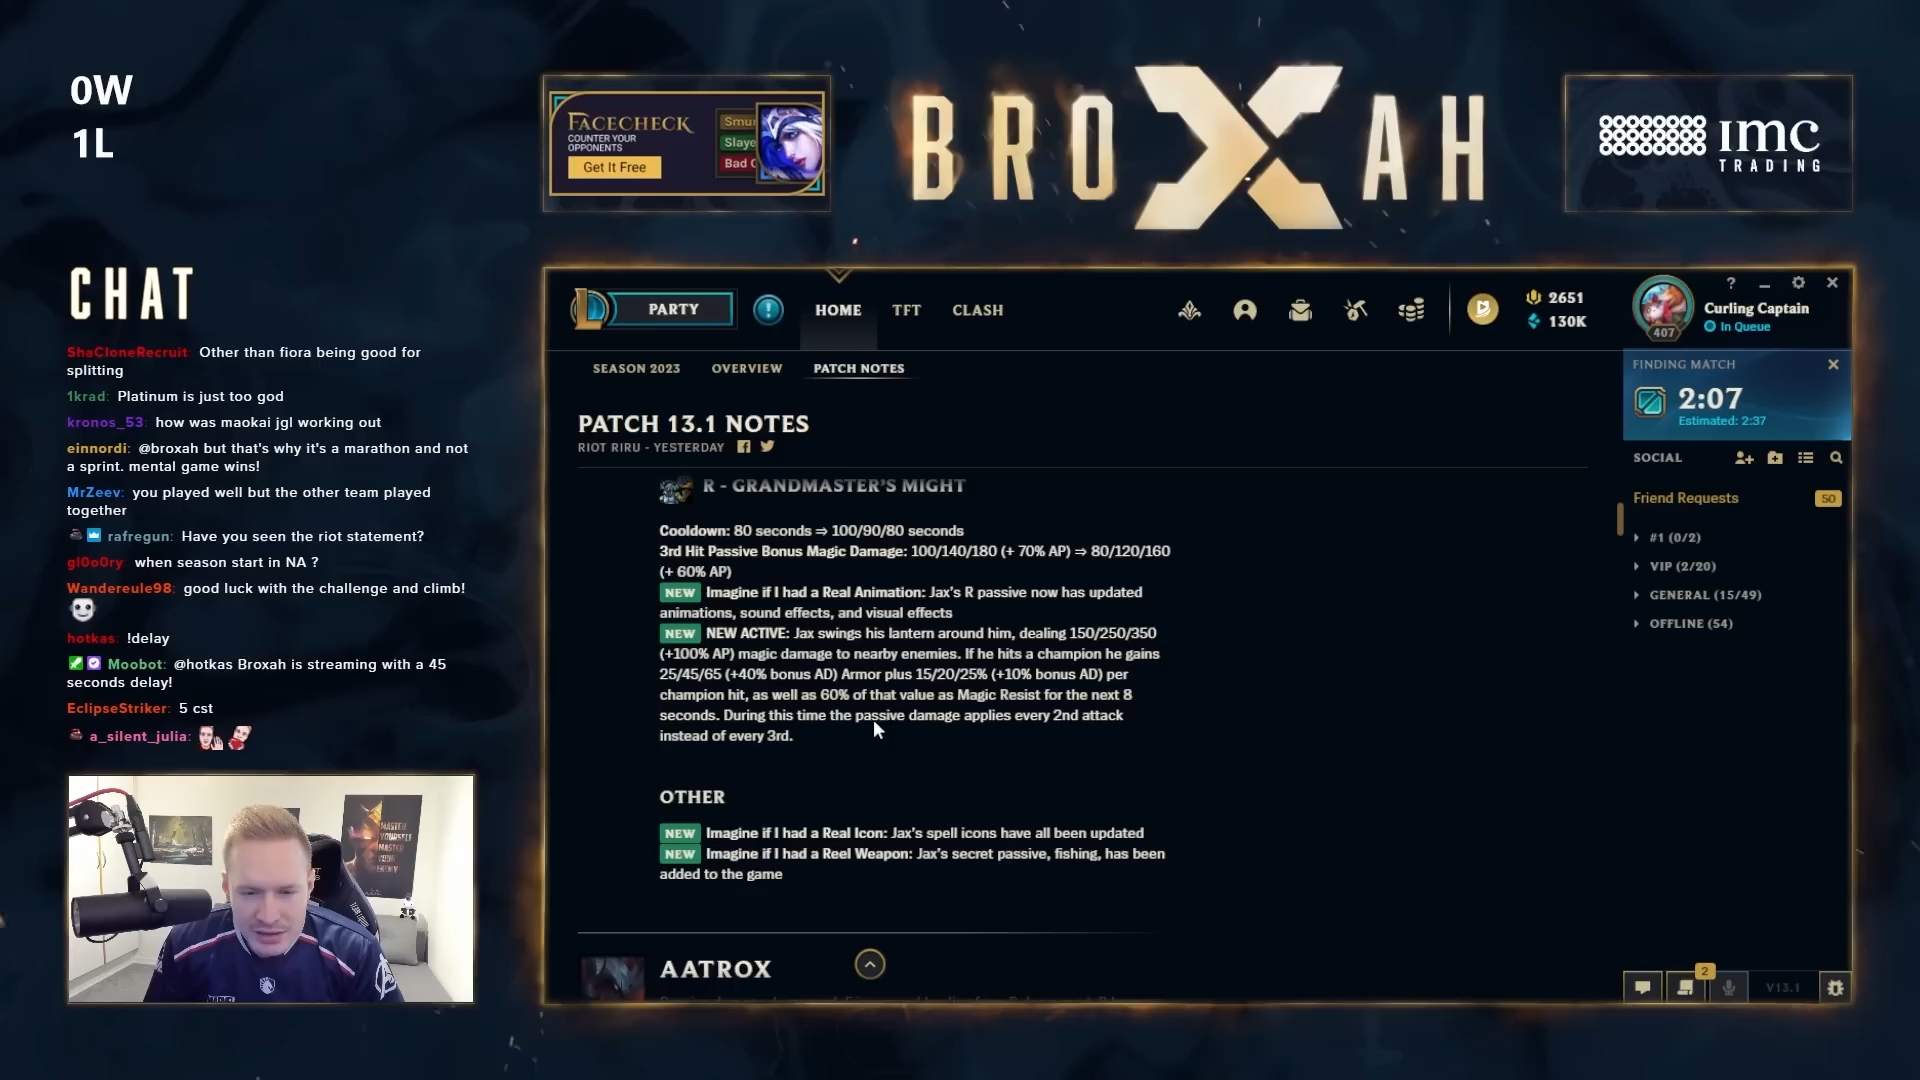 0W
1L
FACECHECK
COUNTER YOUR
OPPONENTS
Get It Free
Smu
Slaye
Bad
BROXAH
imc
TRADING
CHAT
ShaCloneRecruit: Other than fiora being good for
splitting
1krad: Platinum is just too god
kronos_53: how was maokai jgl working out
einnordi: @broxah but that's why it's a marathon and not
a sprint. mental game wins!
MrZeev: you played well but the other team played
together
rafregun: Have you seen the riot statement?
gl0o0ry: when season start in NA ?
Wandereule98: good luck with the challenge and climb!
hotkas: !delay
Moobot: @hotkas Broxah is streaming with a 45
seconds delay!
EclipseStriker: 5 cst
a_silent_julia:
MASTER
YOURSELF
MASTER
YOUR
ENEMY
PARTY
HOME
TFT
CLASH
2651
130K
407
Curling Captain
In Queue
SEASON 2023
OVERVIEW
PATCH NOTES
PATCH 13.1 NOTES
RIOT RIRU - YESTERDAY
R - GRANDMASTER'S MIGHT
Cooldown: 80 seconds ⇒ 100/90/80 seconds
3rd Hit Passive Bonus Magic Damage: 100/140/180 (+ 70% AP) ⇒ 80/120/160
(+ 60% AP)
NEW Imagine if I had a Real Animation: Jax's R passive now has updated
animations, sound effects, and visual effects
NEW NEW ACTIVE: Jax swings his lantern around him, dealing 150/250/350
(+100% AP) magic damage to nearby enemies. If he hits a champion he gains
25/45/65 (+40% bonus AD) Armor plus 15/20/25% (+10% bonus AD) per
champion hit, as well as 60% of that value as Magic Resist for the next 8
seconds. During this time the passive damage applies every 2nd attack
instead of every 3rd.
OTHER
NEW Imagine if I had a Real Icon: Jax's spell icons have all been updated
NEW Imagine if I had a Reel Weapon: Jax's secret passive, fishing, has been
added to the game
AATROX
FINDING MATCH
2:07
Estimated: 2:37
SOCIAL
Friend Requests
50
#1 (0/2)
VIP (2/20)
GENERAL (15/49)
OFFLINE (54)
2
V13.1